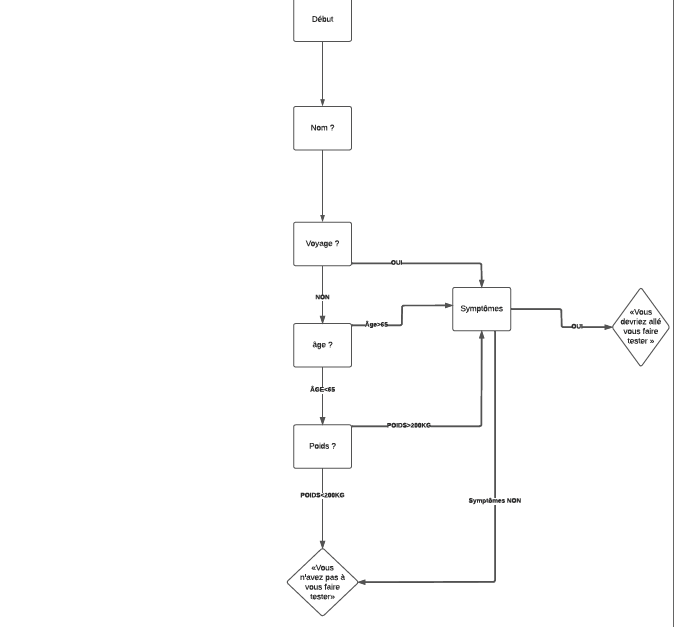 Début
Nom ?
Voyage ?
OUI
NON
Symptômes
«Vous
devriez allé
vous faire
tester »
OUI
Âge>65
âge ?
ÂGE<65
POIDS>200KG
Poids ?
POIDS<200KG
Symptômes NON
«Vous
n'avez pas à
vous faire
tester»